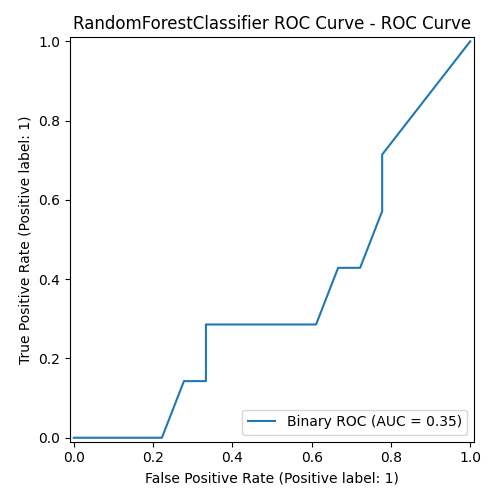 RandomForestClassifier ROC Curve - ROC Curve
True Positive Rate (Positive label: 1)
1.0
0.8
0.6
0.4
0.2
0.0
Binary ROC (AUC = 0.35)
0.0 0.2 0.4 0.6 0.8 1.0
False Positive Rate (Positive label: 1)